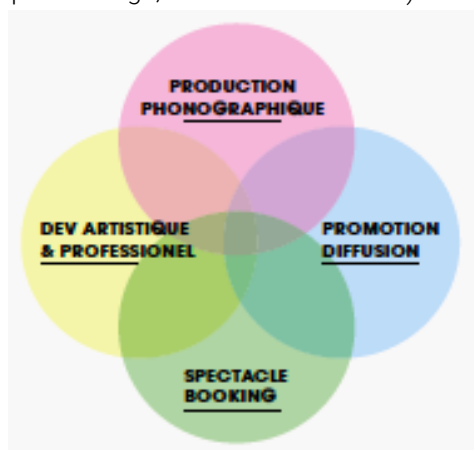 PRODUCTION
PHONOGRAPHIQUE
DEV ARTISTIQUE
& PROFESSIONEL
PROMOTION
DIFFUSION
SPECTACLE
BOOKING